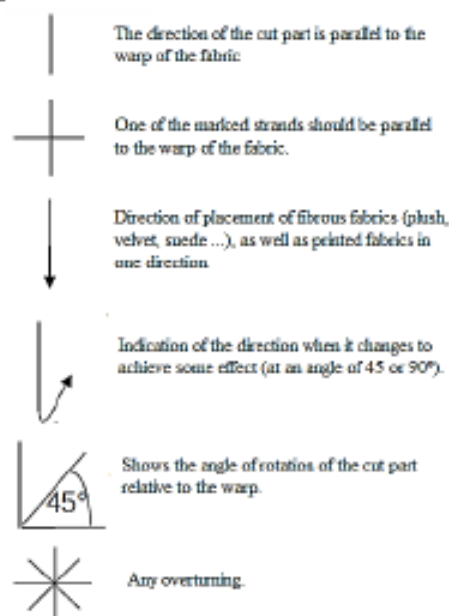 The direction of the cut part is parallel to the
warp of the fabric
One of the marked strands should be parallel
to the warp of the fabric.
Direction of placement of fibrous fabrics (plush,
velvet, suede ...), as well as printed fabrics in
one direction
Indication of the direction when it changes to
achieve some effect (at an angle of 45 or 90º).
Shows the angle of rotation of the cut part
relative to the warp.
45º
Any overturning.